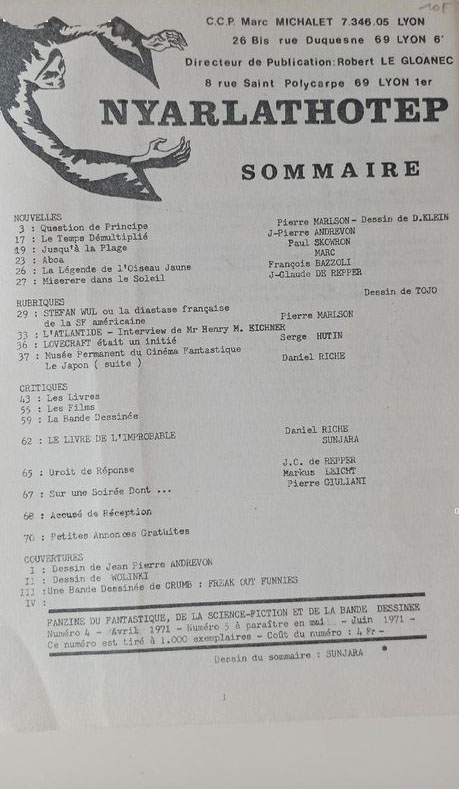 10F
C.C.P. Marc MICHALET 7.346.05 LYON
26 Bis rue Duquesne 69 LYON 6°
Directeur de Publication: Robert LE GLOANEC
8 rue Saint Polycarpe 69 LYON 1er
NYARLATHOTEP
SOMMAIRE
NOUVELLES
3 : Question de Principe Pierre MARLSON - Dessin de D.KLEIN
17 : Le Temps Démultiplié J-Pierre ANDREVON
19 : Jusqu'à la Plage Paul SKOWRON
23 : Aboa MARC
26 : La Légende de l'Oiseau Jaune François BAZZOLI
27 : Miserere dans le Soleil J-Glaude DE REPPER
Dessin de TOJO
RUBRIQUES
29 : STEFAN WUL ou la diastase française
de la SF américaine Pierre MARLSON
33 : L'ATLANTIDE - Interview de Mr Henry M. EICHNER
36 : LOVECRAFT était un initié Serge HUTIN
37 : Musée Permanent du Cinéma Fantastique
Le Japon ( suite ) Daniel RICHE
CRITIQUES
43 : Les Livres
55 : Les Films
59 : La Bande Dessinée
62 : LE LIVRE DE L'IMPROBABLE Daniel RICHE
SUNJARA
65 : Droit de Réponse J.C. de REPPER
Markus LEICHT
67 : Sur une Soirée Dont ... Pierre GIULIANI
68 : Accusé de Réception
70 : Petites Annonces Gratuites
COUVERTURES
I : Dessin de Jean Pierre ANDREVON
II : Dessin de WOLINKI
III :Une Bande Dessinée de CRUMB : FREAK OUT FUNNIES
IV :
FANZINE DU FANTASTIQUE, DE LA SCIENCE-FICTION ET DE LA BANDE DESSINEE
Numéro 4 - Avril 1971 - Numéro 5 à paraître en mai - Juin 1971 -
Ce numéro est tiré à 1.000 exemplaires - Coût du numéro : 4 Fr -
Dessin du sommaire : SUNJARA
1